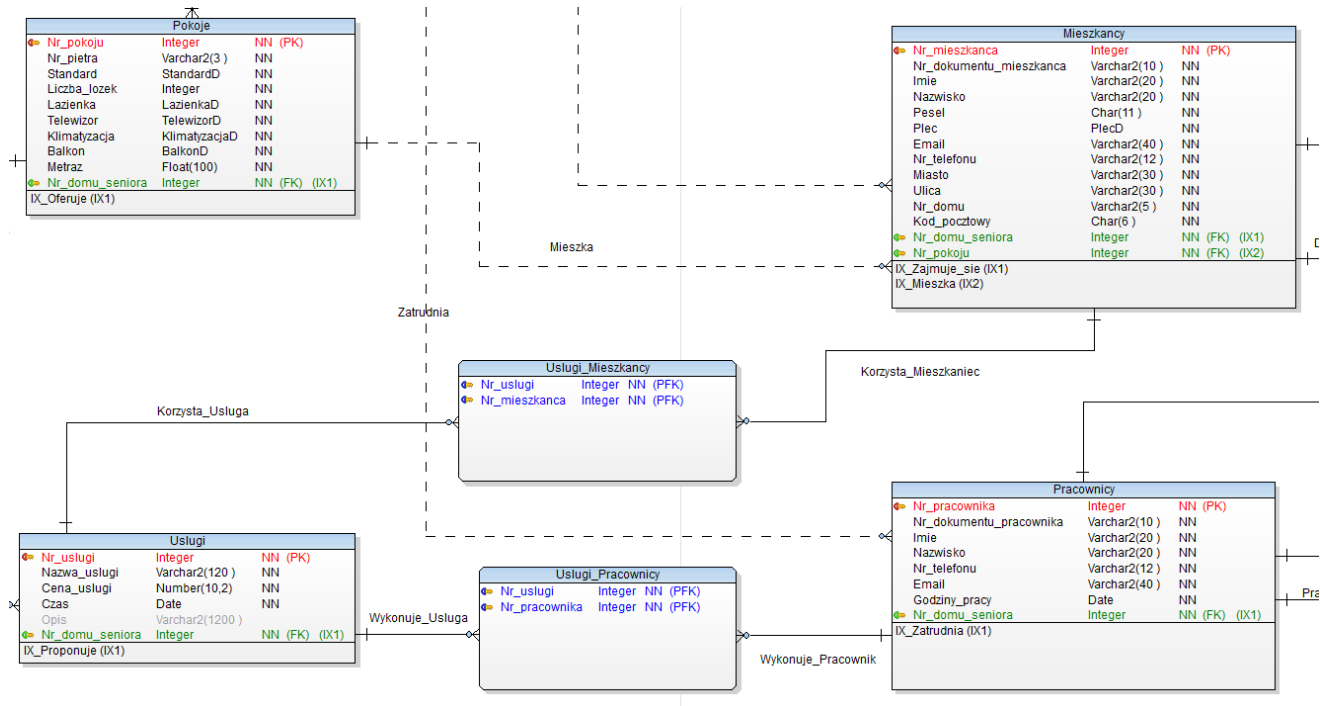 Pokoje
Nr_pokoju Integer NN (PK)
Nr_pietra Varchar2(3 ) NN
Standard StandardD NN
Liczba_lozek Integer NN
Lazienka LazienkaD NN
Telewizor TelewizorD NN
Klimatyzacja KlimatyzacjaD NN
Balkon BalkonD NN
Metraz Float(100) NN
Nr_domu_seniora Integer NN (FK) (IX1)
IX_Oferuje (IX1)
Mieszkancy
Nr_mieszkanca Integer NN (PK)
Nr_dokumentu_mieszkanca Varchar2(10 ) NN
Imie Varchar2(20 ) NN
Nazwisko Varchar2(20 ) NN
Pesel Char(11 ) NN
Plec PlecD NN
Email Varchar2(40 ) NN
Nr_telefonu Varchar2(12 ) NN
Miasto Varchar2(30 ) NN
Ulica Varchar2(30 ) NN
Nr_domu Varchar2(5 ) NN
Kod_pocztowy Char(6 ) NN
Nr_domu_seniora Integer NN (FK) (IX1)
Nr_pokoju Integer NN (FK) (IX2)
IX_Zajmuje_sie (IX1)
IX_Mieszka (IX2)
Mieszka
Zatrudnia
Uslugi_Mieszkancy
Nr_uslugi Integer NN (PFK)
Nr_mieszkanca Integer NN (PFK)
Korzysta_Mieszkaniec
Korzysta_Usluga
Uslugi
Nr_uslugi Integer NN (PK)
Nazwa_uslugi Varchar2(120 ) NN
Cena_uslugi Number(10,2) NN
Czas Date NN
Opis Varchar2(1200 )
Nr_domu_seniora Integer NN (FK) (IX1)
IX_Proponuje (IX1)
Wykonuje_Usluga
Uslugi_Pracownicy
Nr_uslugi Integer NN (PFK)
Nr_pracownika Integer NN (PFK)
Wykonuje_Pracownik
Pracownicy
Nr_pracownika Integer NN (PK)
Nr_dokumentu_pracownika Varchar2(10 ) NN
Imie Varchar2(20 ) NN
Nazwisko Varchar2(20 ) NN
Nr_telefonu Varchar2(12 ) NN
Email Varchar2(40 ) NN
Godziny_pracy Date NN
Nr_domu_seniora Integer NN (FK) (IX1)
IX_Zatrudnia (IX1)
Pra